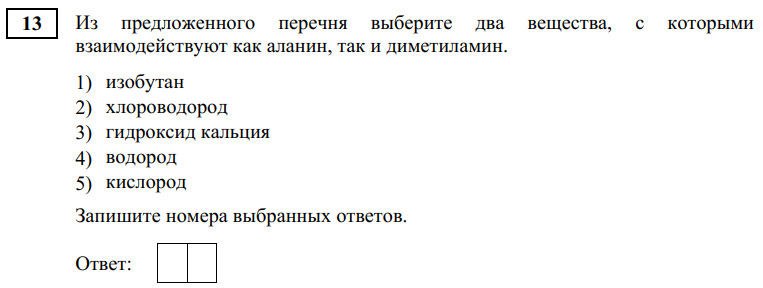 13 Из предложенного перечня выберите два вещества, с которыми
взаимодействуют как аланин, так и диметиламин.
1) изобутан
2) хлороводород
3) гидроксид кальция
4) водород
5) кислород
Запишите номера выбранных ответов.
Ответ: